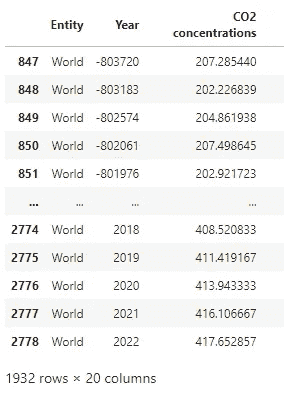 Entity Year CO2 concentrations
847 World -803720 207.285440
848 World -803183 202.226839
849 World -802574 204.861938
850 World -802061 207.498645
851 World -801976 202.921723
... ... ... ...
2774 World 2018 408.520833
2775 World 2019 411.419167
2776 World 2020 413.943333
2777 World 2021 416.106667
2778 World 2022 417.652857
1932 rows × 20 columns